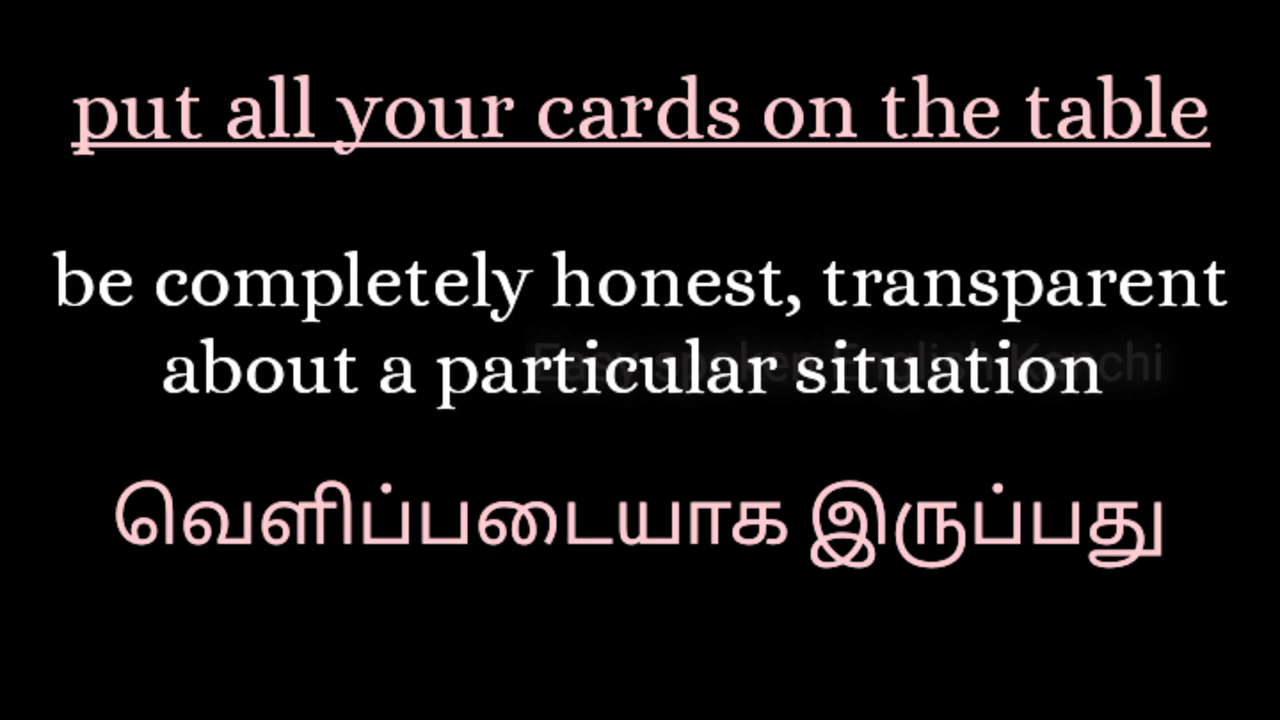 put all your cards on the table
be completely honest, transparent
about a particular situation
வெளிப்படையாக இருப்பது